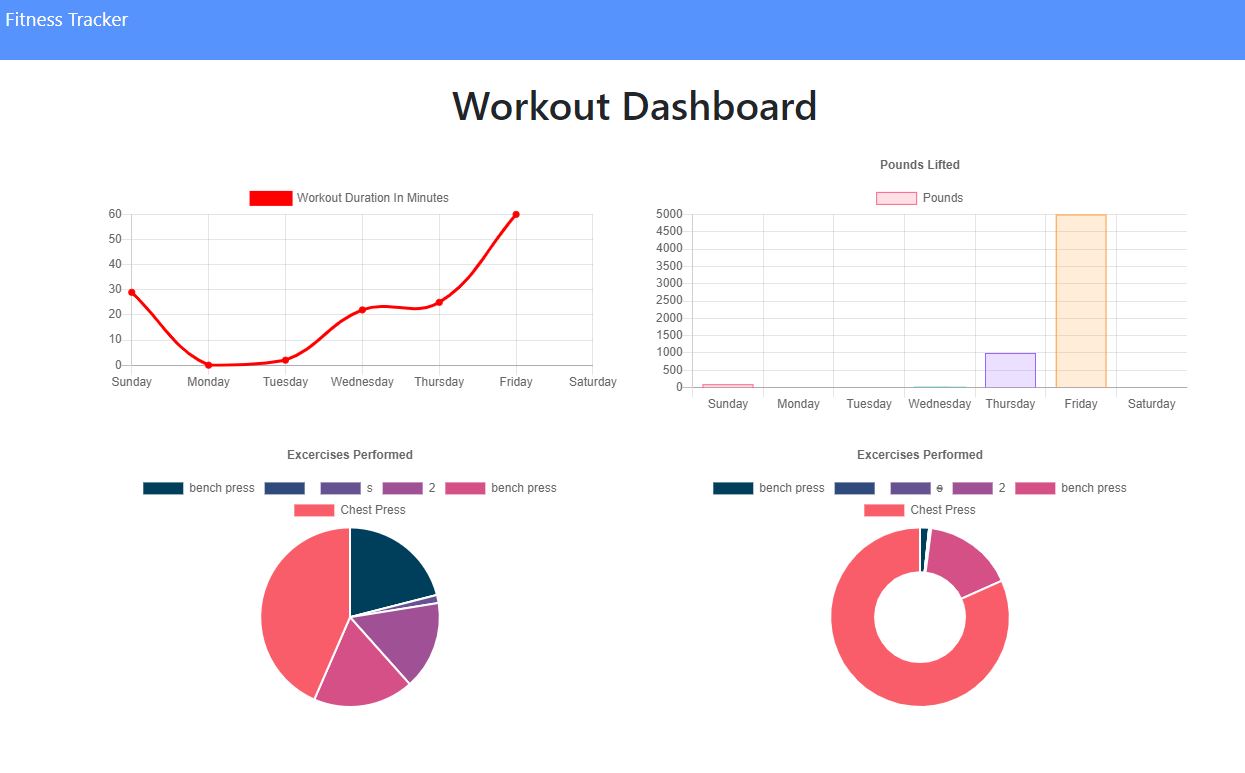 Fitness Tracker
Workout Dashboard
Workout Duration In Minutes
60
50
40
30
20
10
0
Sunday Monday Tuesday Wednesday Thursday Friday Saturday
Pounds Lifted
Pounds
5000
4500
4000
3500
3000
2500
2000
1500
1000
500
0
Sunday Monday Tuesday Wednesday Thursday Friday Saturday
Excercises Performed
bench press s 2 bench press
Chest Press
Excercises Performed
bench press s 2 bench press
Chest Press